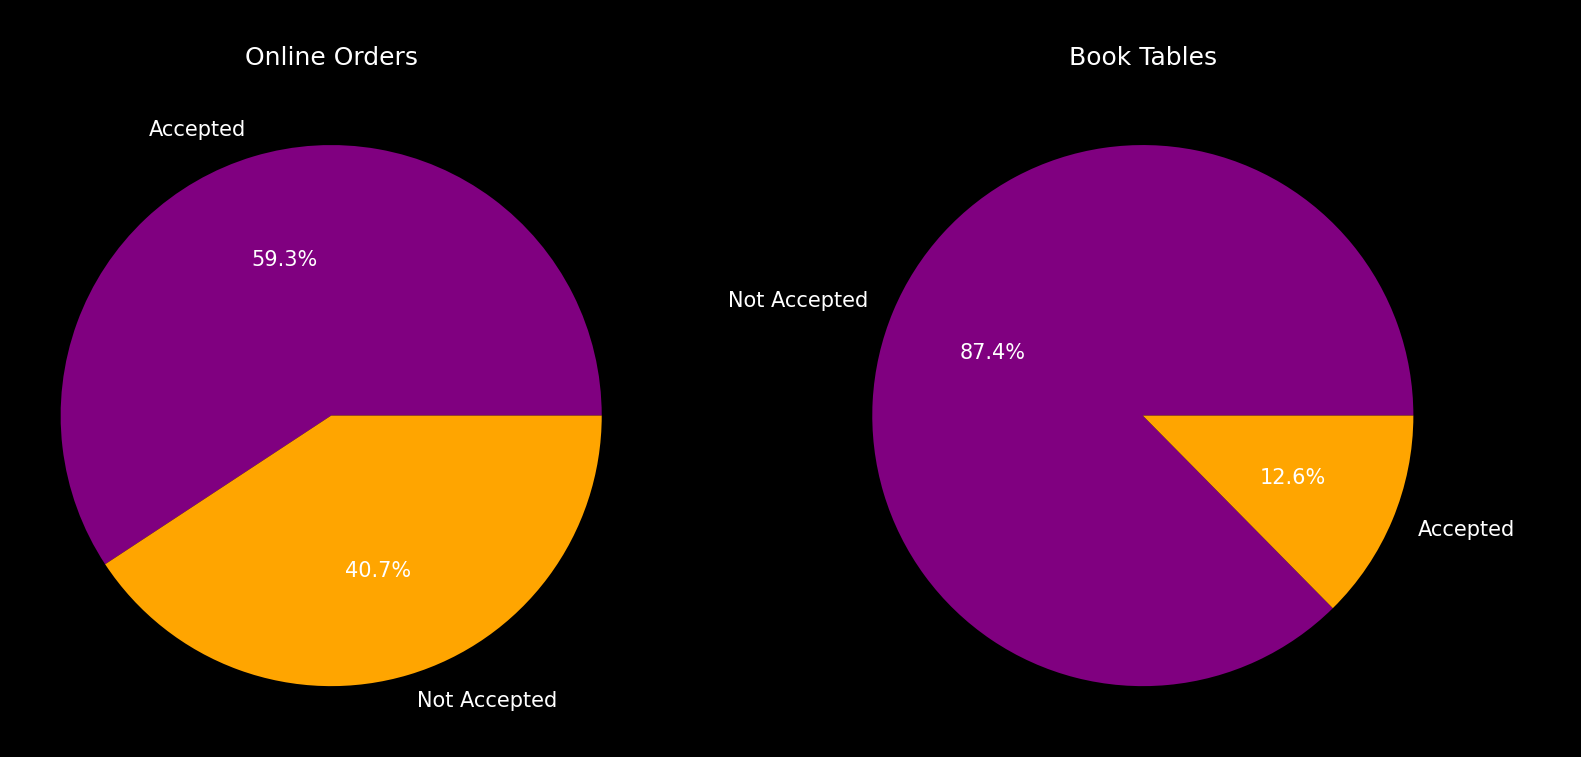 Online Orders
Accepted
59.3%
40.7%
Not Accepted
Book Tables
Not Accepted
87.4%
12.6%
Accepted